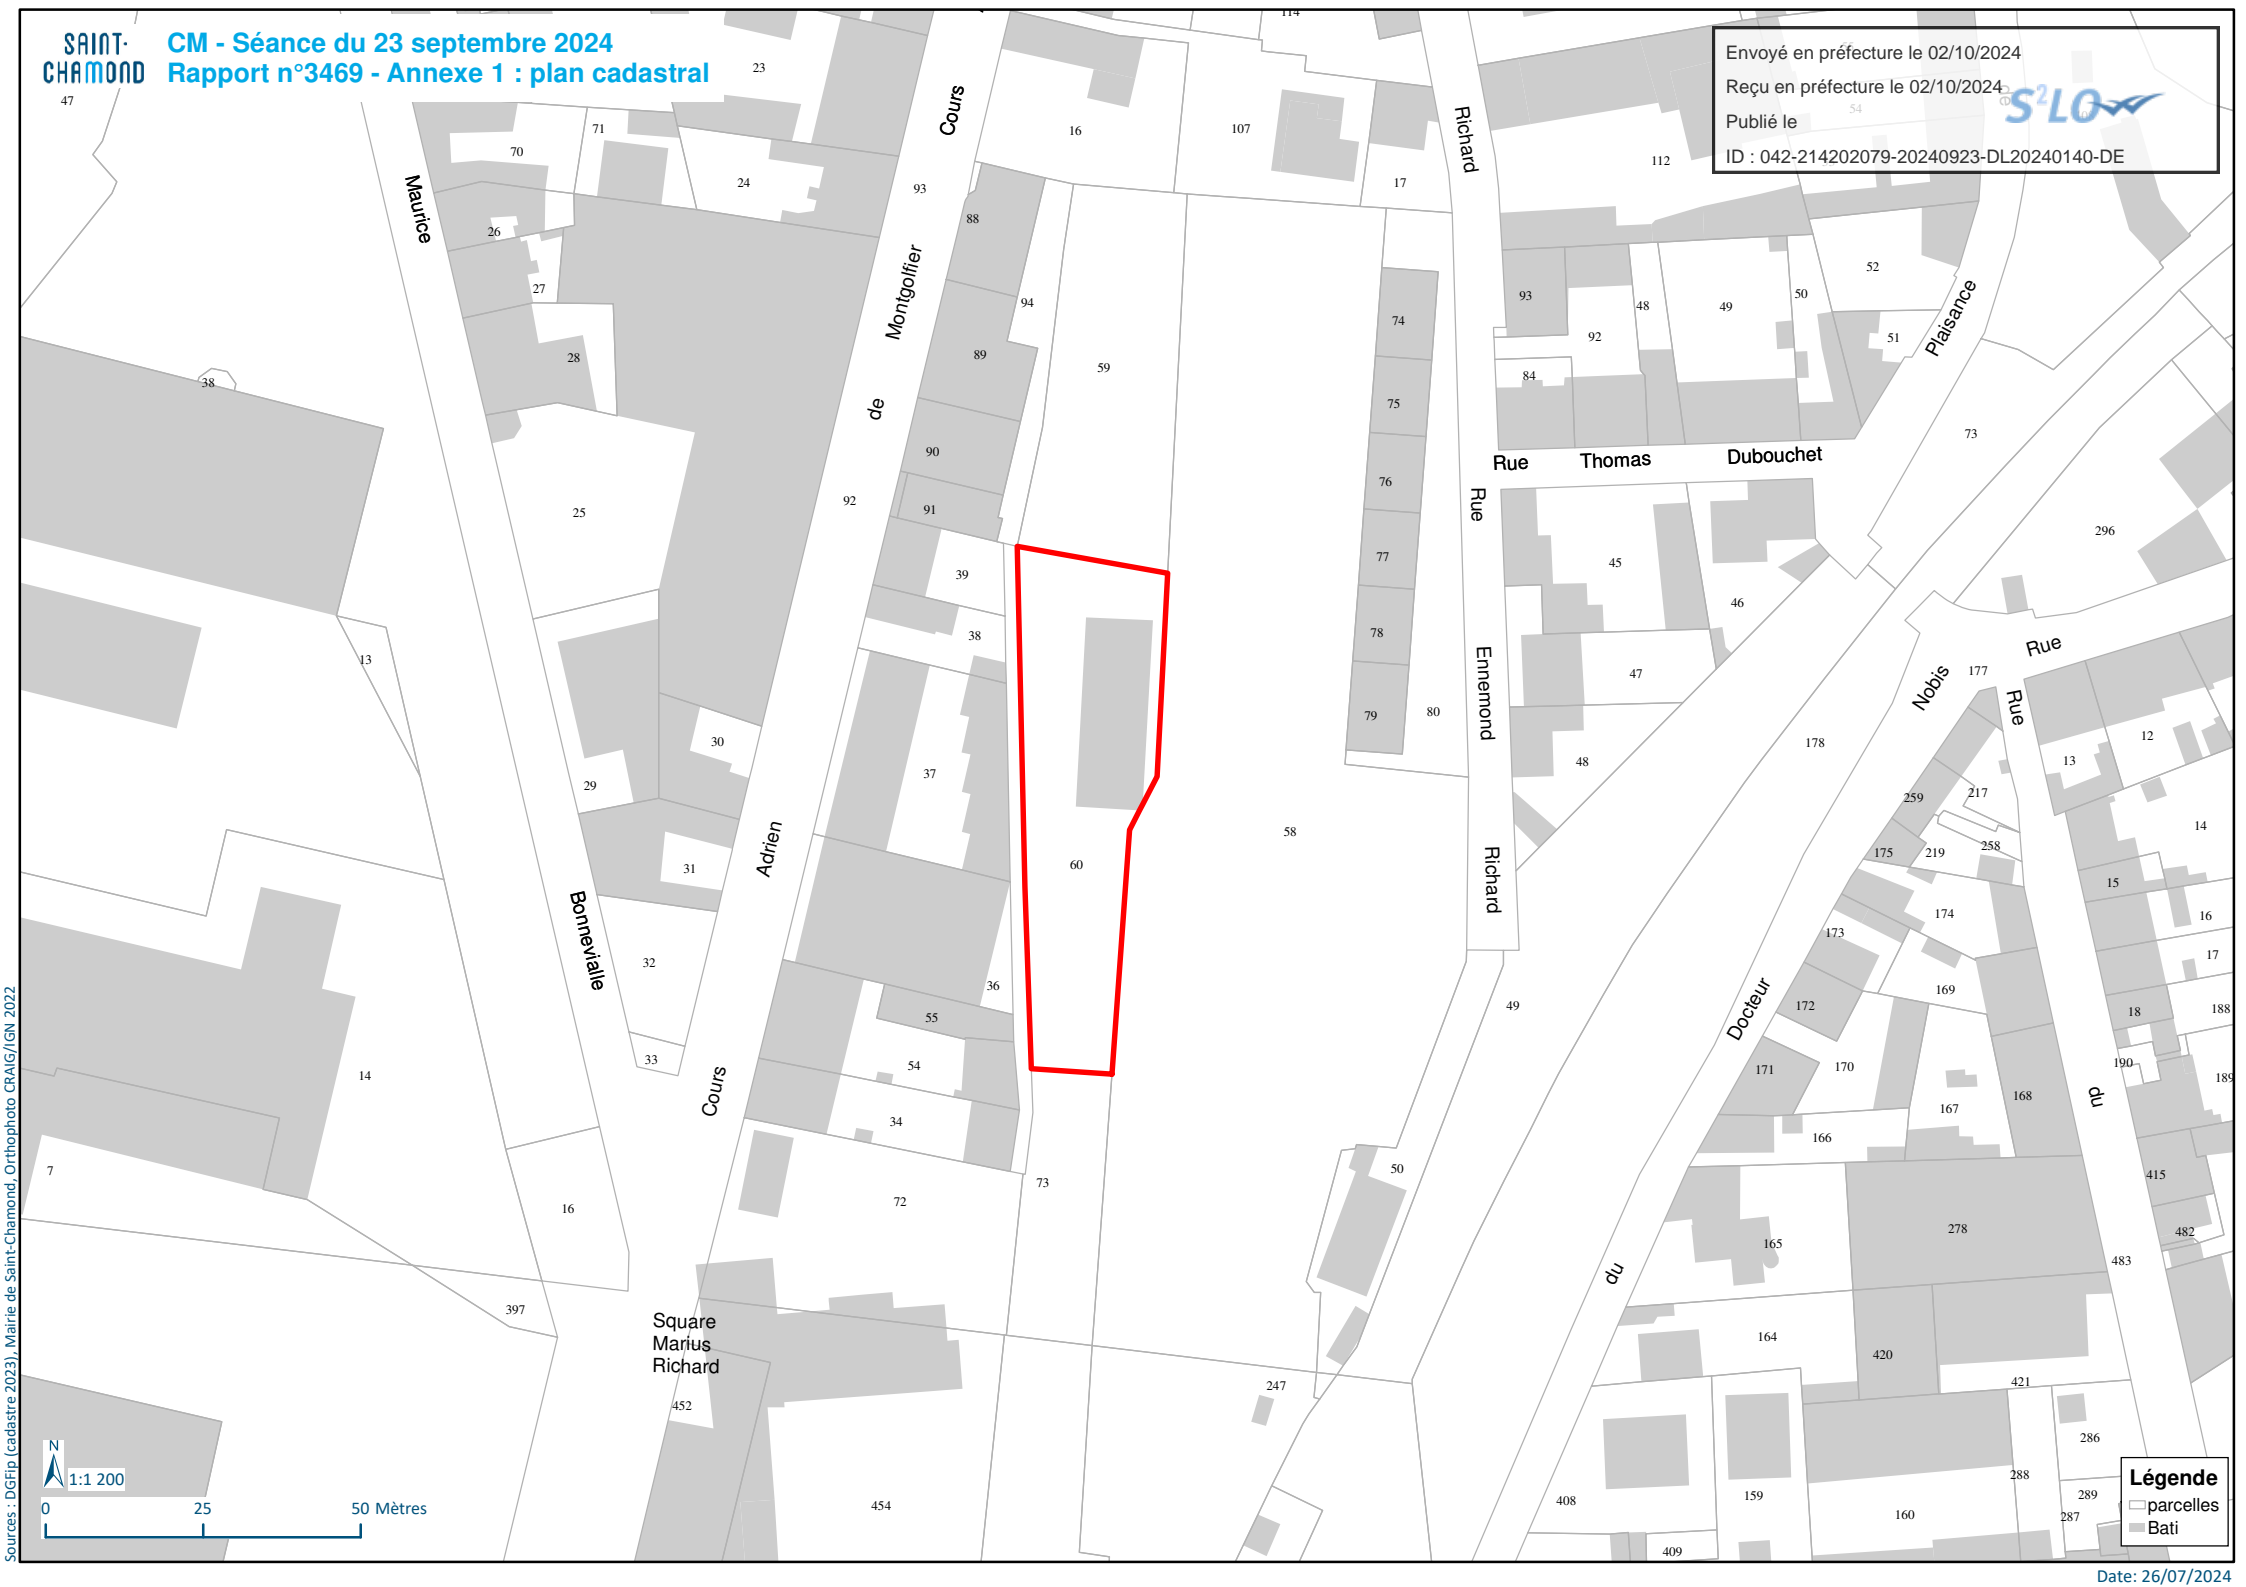 SAINT-
CHAMOND
CM - Séance du 23 septembre 2024
Rapport n°3469 - Annexe 1 : plan cadastral
Envoyé en préfecture le 02/10/2024
Reçu en préfecture le 02/10/2024
Publié le
ID : 042-214202079-20240923-DL20240140-DE
S²LO
114
47
23
71
70
24
16
107
17
112
54
93
88
26
27
28
38
94
89
59
90
91
92
25
39
38
13
74
75
76
77
78
79
80
93
92
48
49
50
52
51
84
73
45
46
47
48
296
30
29
31
32
33
37
36
55
54
34
60
58
178
177
12
13
14
259
217
175
219
258
15
16
17
174
173
169
172
18
188
190
189
171
170
167
168
166
49
50
14
7
16
397
72
73
415
482
483
165
278
164
420
421
247
452
454
408
159
160
409
286
288
289
287
Maurice
Bonnevialle
Cours
de
Montgolfier
Adrien
Cours
Richard
Rue
Ennemond
Richard
Rue
Thomas
Dubouchet
Plaisance
de
Nobis
Docteur
du
Rue
Rue
du
Square
Marius
Richard
N
1:1 200
0 25 50 Mètres
Légende
parcelles
Bati
Sources : DGFip (cadastre 2023), Mairie de Saint-Chamond, Orthophoto CRAIG/IGN 2022
Date: 26/07/2024